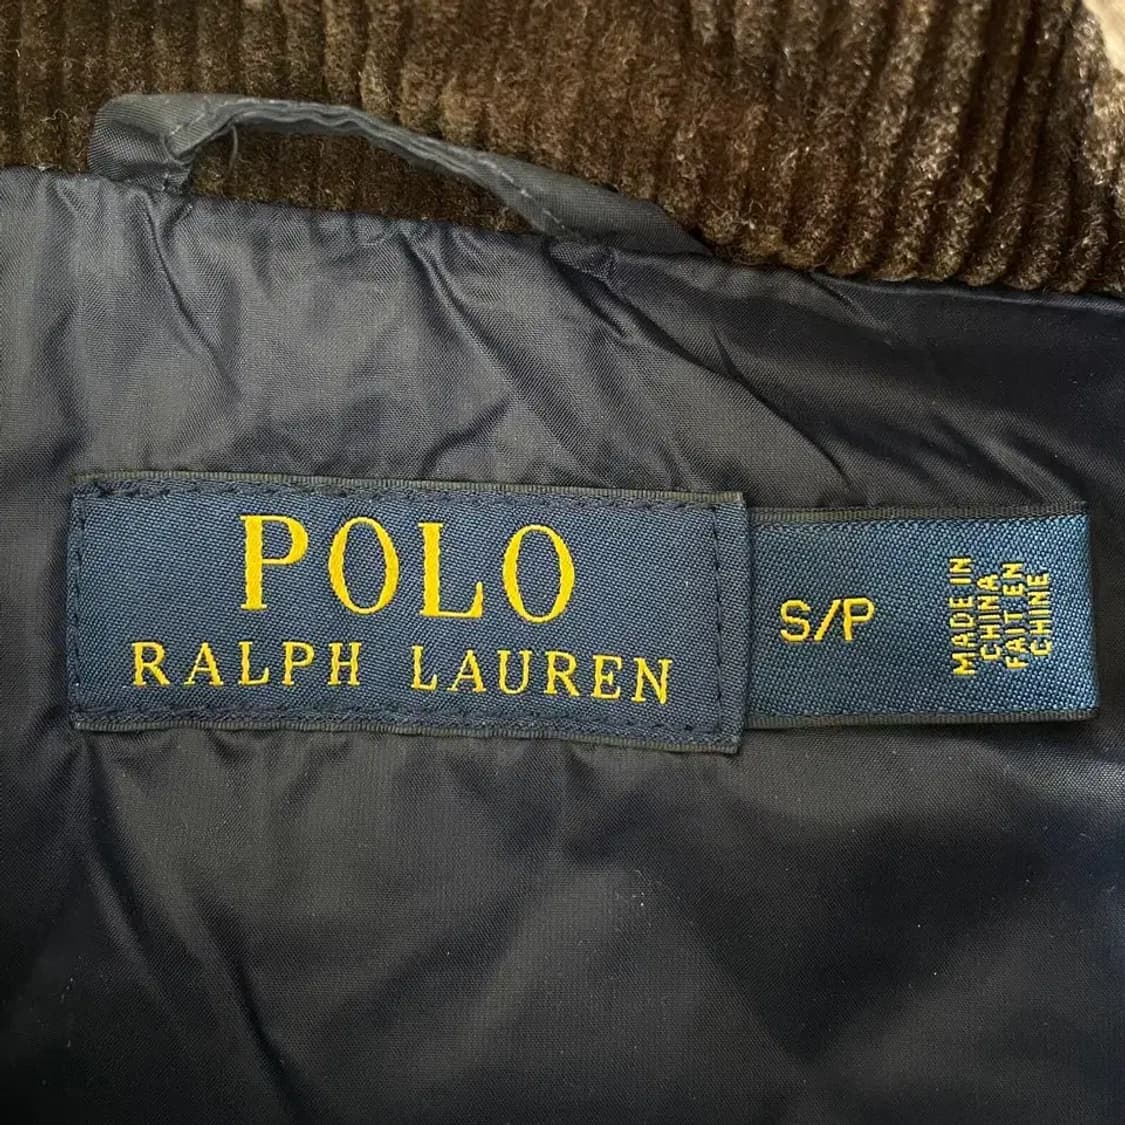 POLO
RALPH LAUREN
S/P
MADE IN
CHINA
FAIT EN
CHINE